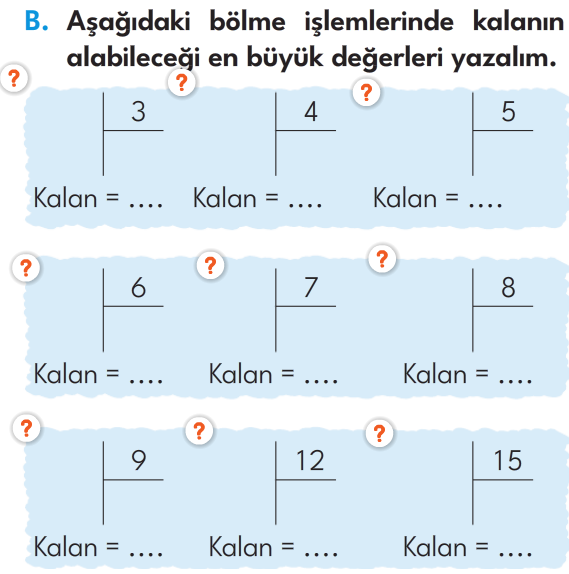 B. Aşağıdaki bölme işlemlerinde kalanın
alabileceği en büyük değerleri yazalım.
? ? ?
3 4 5
Kalan = .... Kalan = .... Kalan = ....
? ? ?
6 7 8
Kalan = .... Kalan = .... Kalan = ....
? ? ?
9 12 15
Kalan = .... Kalan = .... Kalan = ....